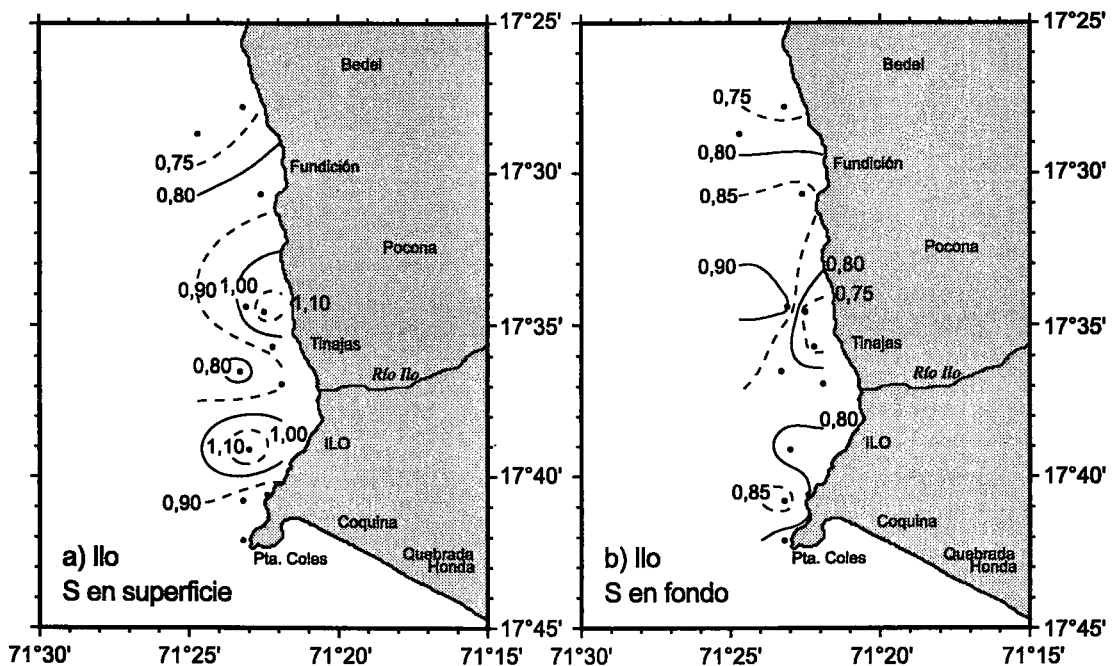 17°25'
Bedel
0,75
Fundición
0,80
17°30'
Pocona
0,90
1,00
1,10
Tinajas
17°35'
0,80
Río Ilo
1,00
1,10
ILO
17°40'
0,90
Coquina
Pta. Coles
Quebrada
Honda
a) Ilo
S en superficie
17°45'
71°30'
71°25'
71°20'
71°15'
17°25'
Bedel
0,75
0,80
Fundición
17°30'
0,85
Pocona
0,90
0,80
0,75
Tinajas
17°35'
Río Ilo
0,80
ILO
17°40'
0,85
Coquina
Pta. Coles
Quebrada
Honda
b) Ilo
S en fondo
17°45'
71°25'
71°20'
71°15'